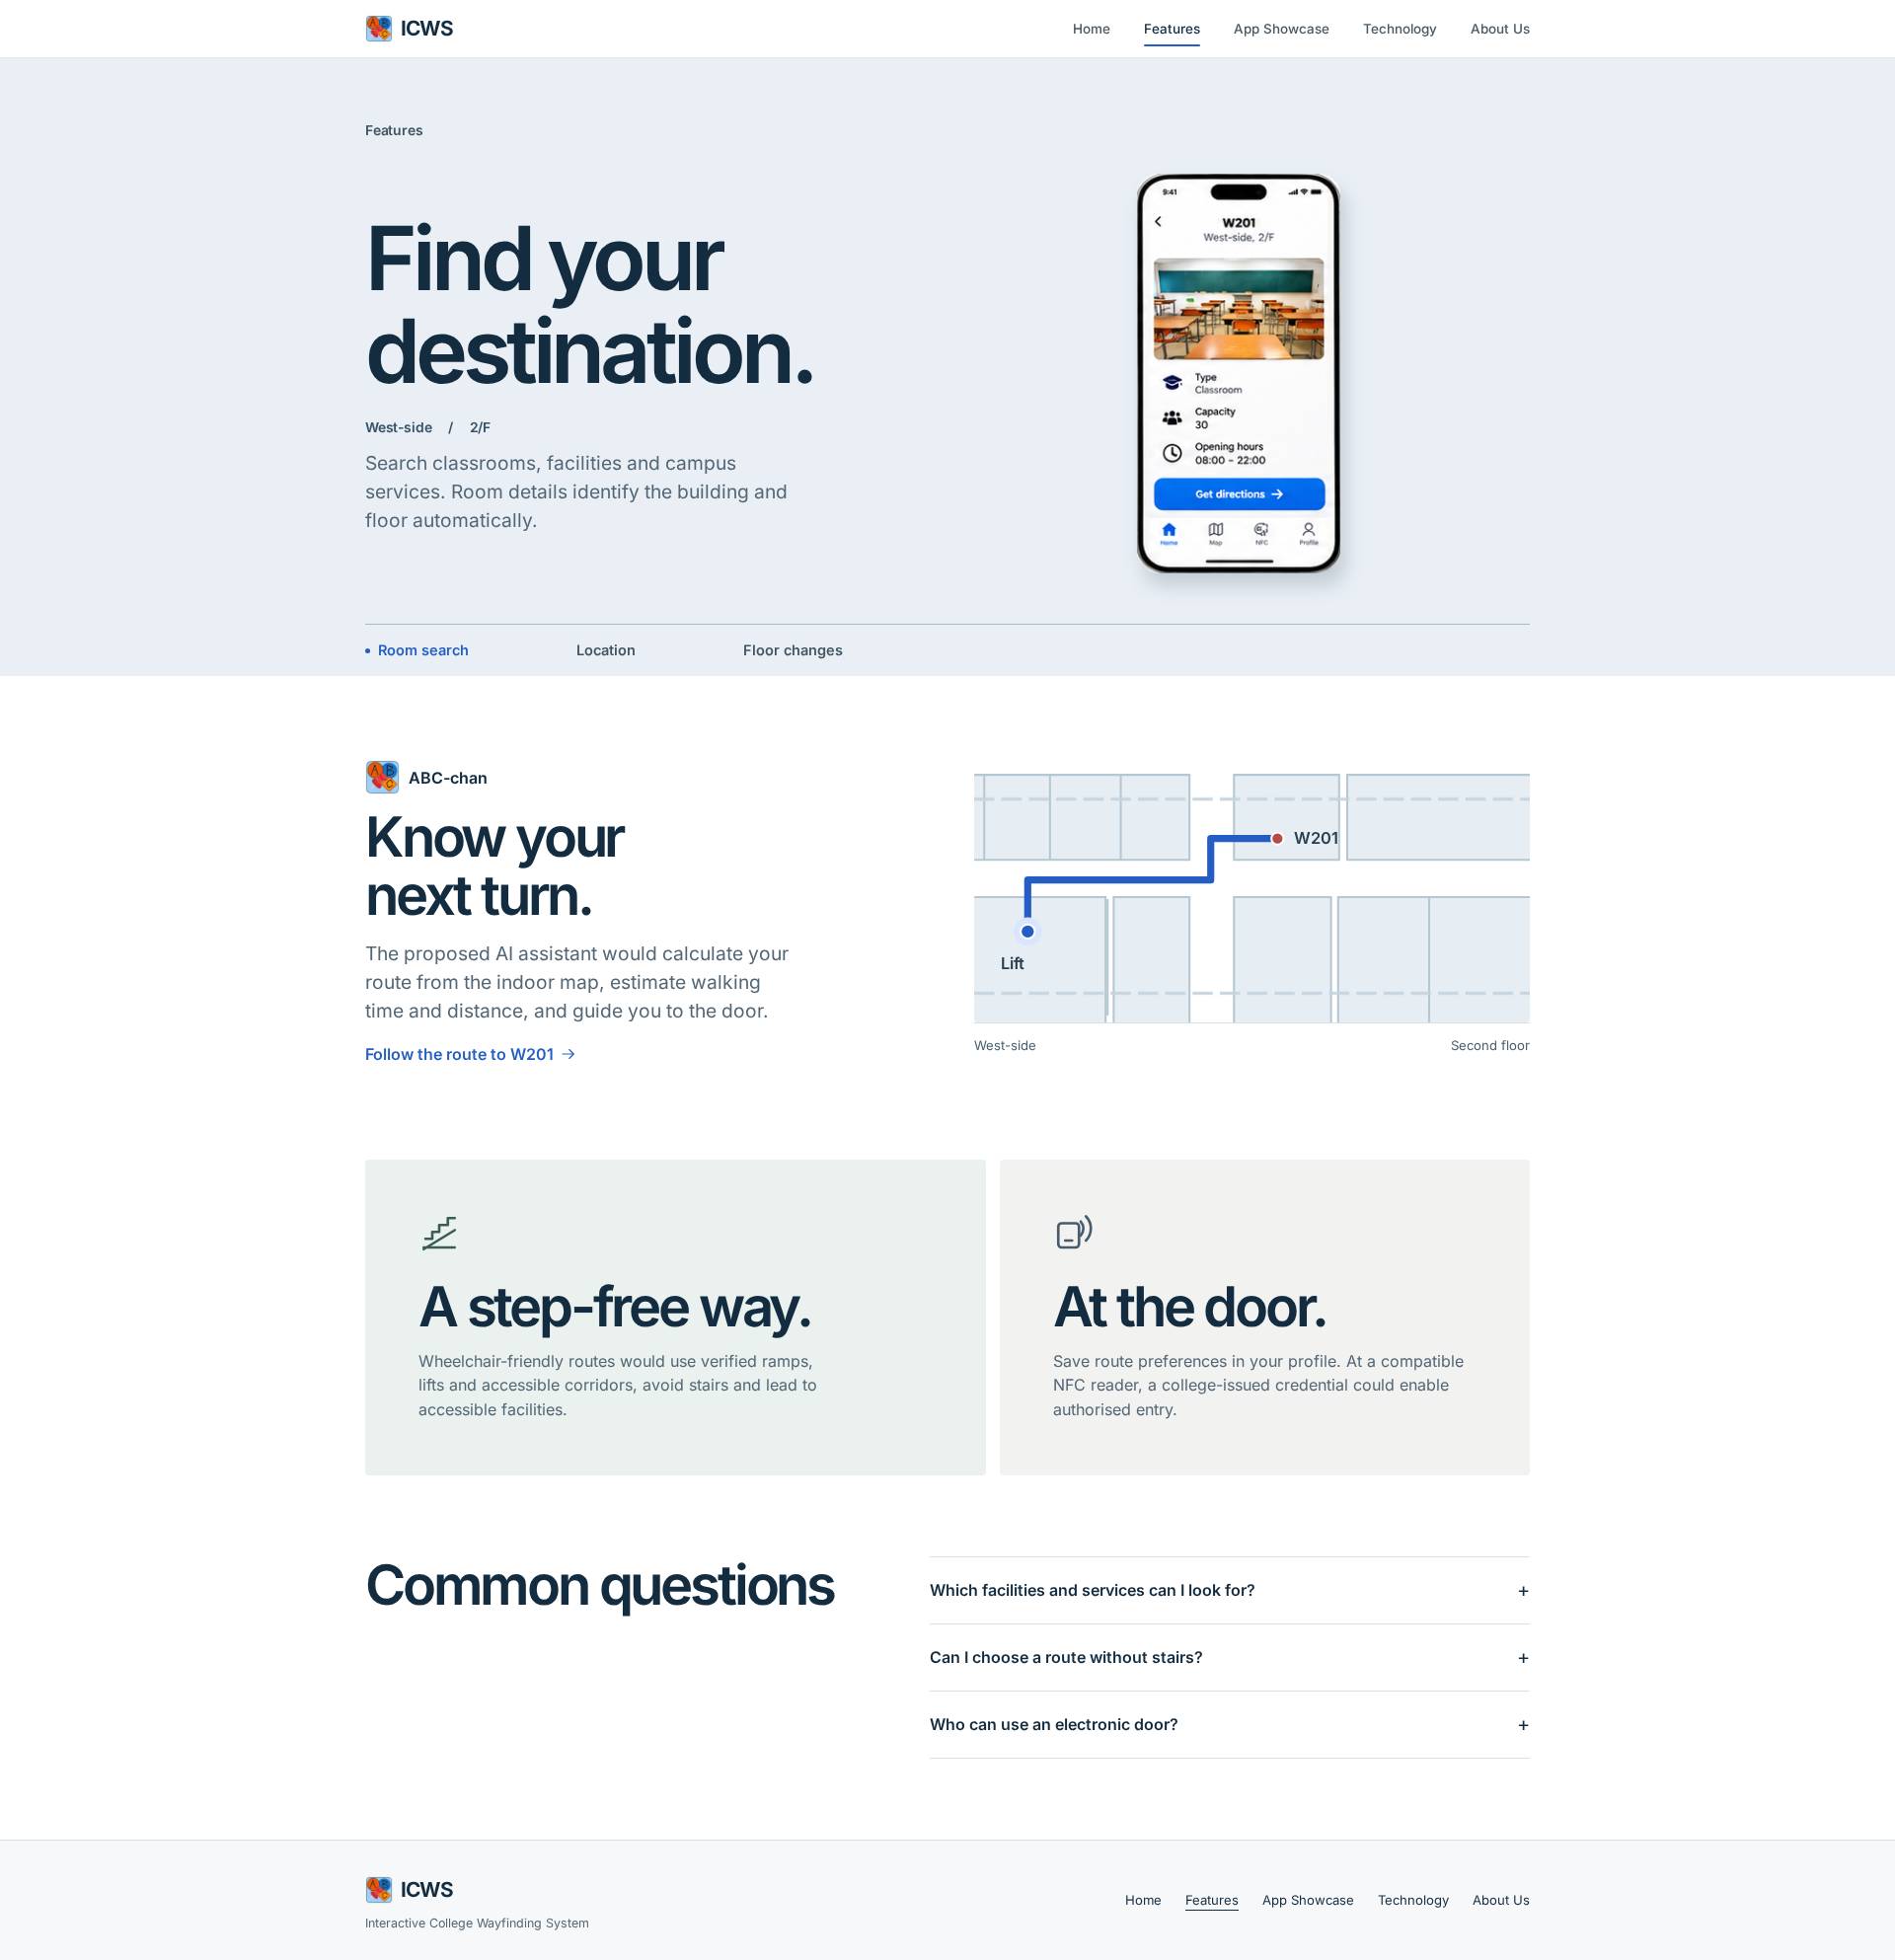 ICWS
Home
Features
App Showcase
Technology
About Us
Features
Find your
destination.
West-side / 2/F
Search classrooms, facilities and campus
services. Room details identify the building and
floor automatically.
9:41
W201
West-side, 2/F
Type
Classroom
Capacity
30
Opening hours
08:00 – 22:00
Get directions →
Home
Map
NFC
Profile
Room search
Location
Floor changes
ABC-chan
Know your
next turn.
The proposed AI assistant would calculate your
route from the indoor map, estimate walking
time and distance, and guide you to the door.
Follow the route to W201 →
W201
Lift
West-side
Second floor
A step-free way.
Wheelchair-friendly routes would use verified ramps,
lifts and accessible corridors, avoid stairs and lead to
accessible facilities.
At the door.
Save route preferences in your profile. At a compatible
NFC reader, a college-issued credential could enable
authorised entry.
Common questions
Which facilities and services can I look for? +
Can I choose a route without stairs? +
Who can use an electronic door? +
ICWS
Interactive College Wayfinding System
Home
Features
App Showcase
Technology
About Us